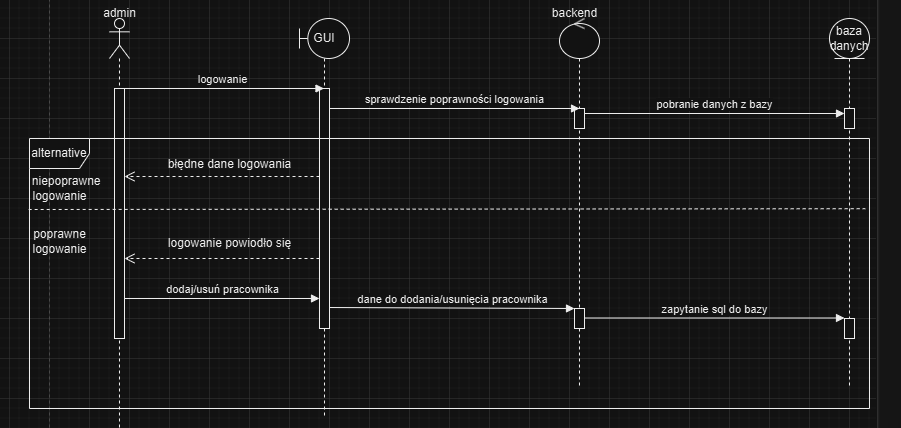 admin
GUI
backend
baza
danych
logowanie
sprawdzenie poprawności logowania
pobranie danych z bazy
alternative
błędne dane logowania
niepoprawne
logowanie
poprawne
logowanie
logowanie powiodło się
dodaj/usuń pracownika
dane do dodania/usunięcia pracownika
zapytanie sql do bazy